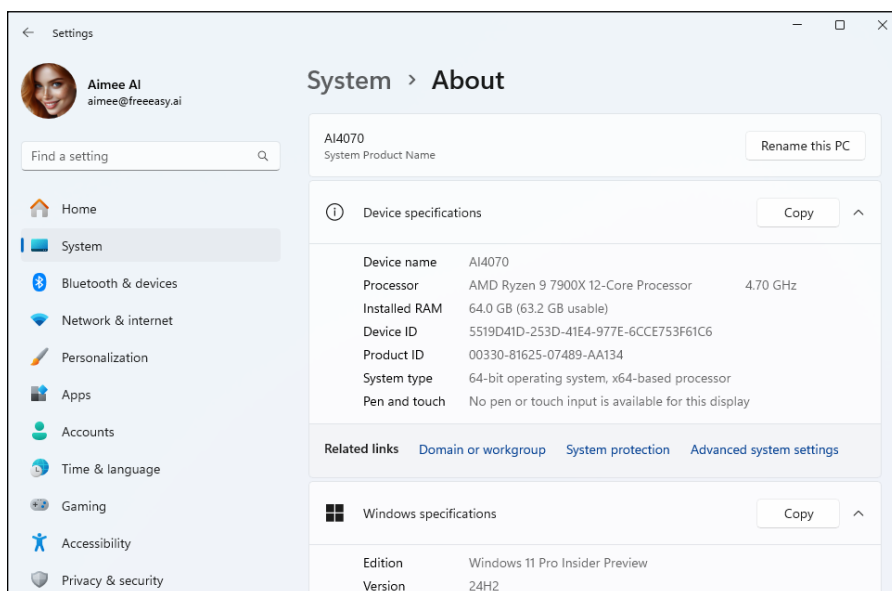 Settings
Aimee AI
aimee@freeeasy.ai
Find a setting
Home
System
Bluetooth & devices
Network & internet
Personalization
Apps
Accounts
Time & language
Gaming
Accessibility
Privacy & security
System > About
AI4070
System Product Name
Rename this PC
Device specifications
Copy
Device name AI4070
Processor AMD Ryzen 9 7900X 12-Core Processor 4.70 GHz
Installed RAM 64.0 GB (63.2 GB usable)
Device ID 5519D41D-253D-41E4-977E-6CCE753F61C6
Product ID 00330-81625-07489-AA134
System type 64-bit operating system, x64-based processor
Pen and touch No pen or touch input is available for this display
Related links Domain or workgroup System protection Advanced system settings
Windows specifications
Copy
Edition Windows 11 Pro Insider Preview
Version 24H2